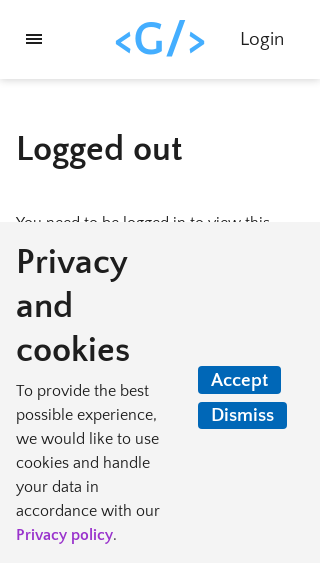 <G/>
Login
Logged out
You need to be logged in to view this
Privacy
and
cookies
To provide the best
possible experience,
we would like to use
cookies and handle
your data in
accordance with our
Privacy policy.
Accept
Dismiss